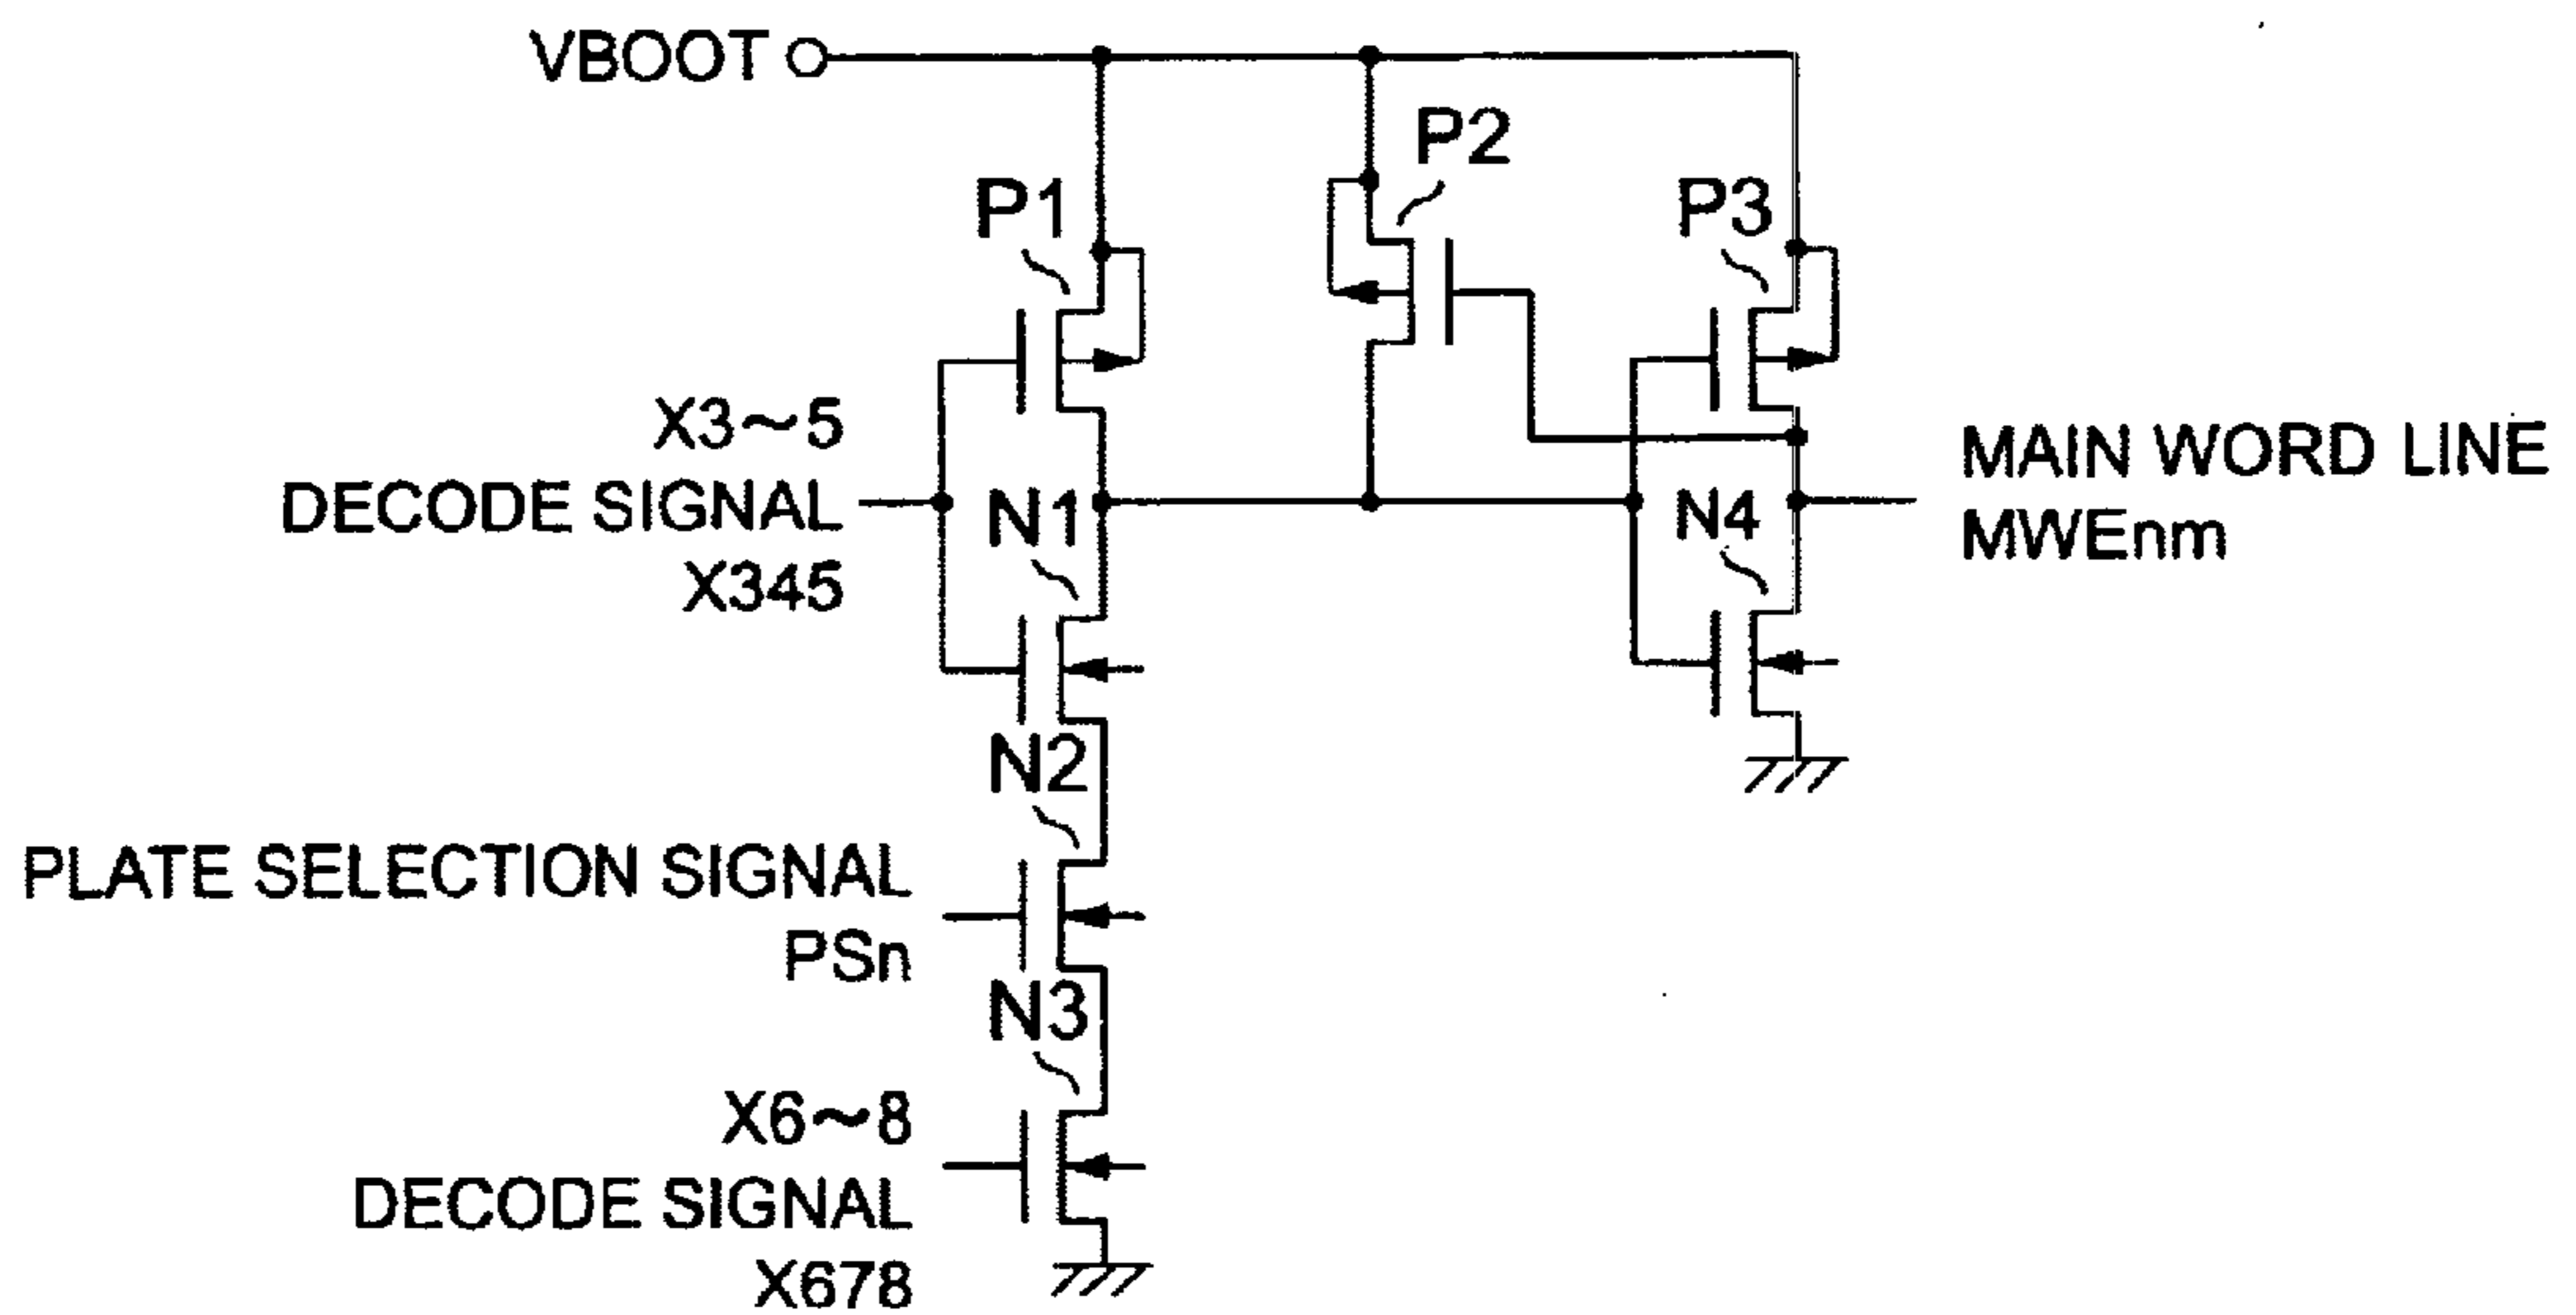 VBOOT
P2
P1
P3
X3~5
DECODE SIGNAL
X345
N1
N4
MAIN WORD LINE
MWEnm
N2
PLATE SELECTION SIGNAL
PSn
N3
X6~8
DECODE SIGNAL
X678